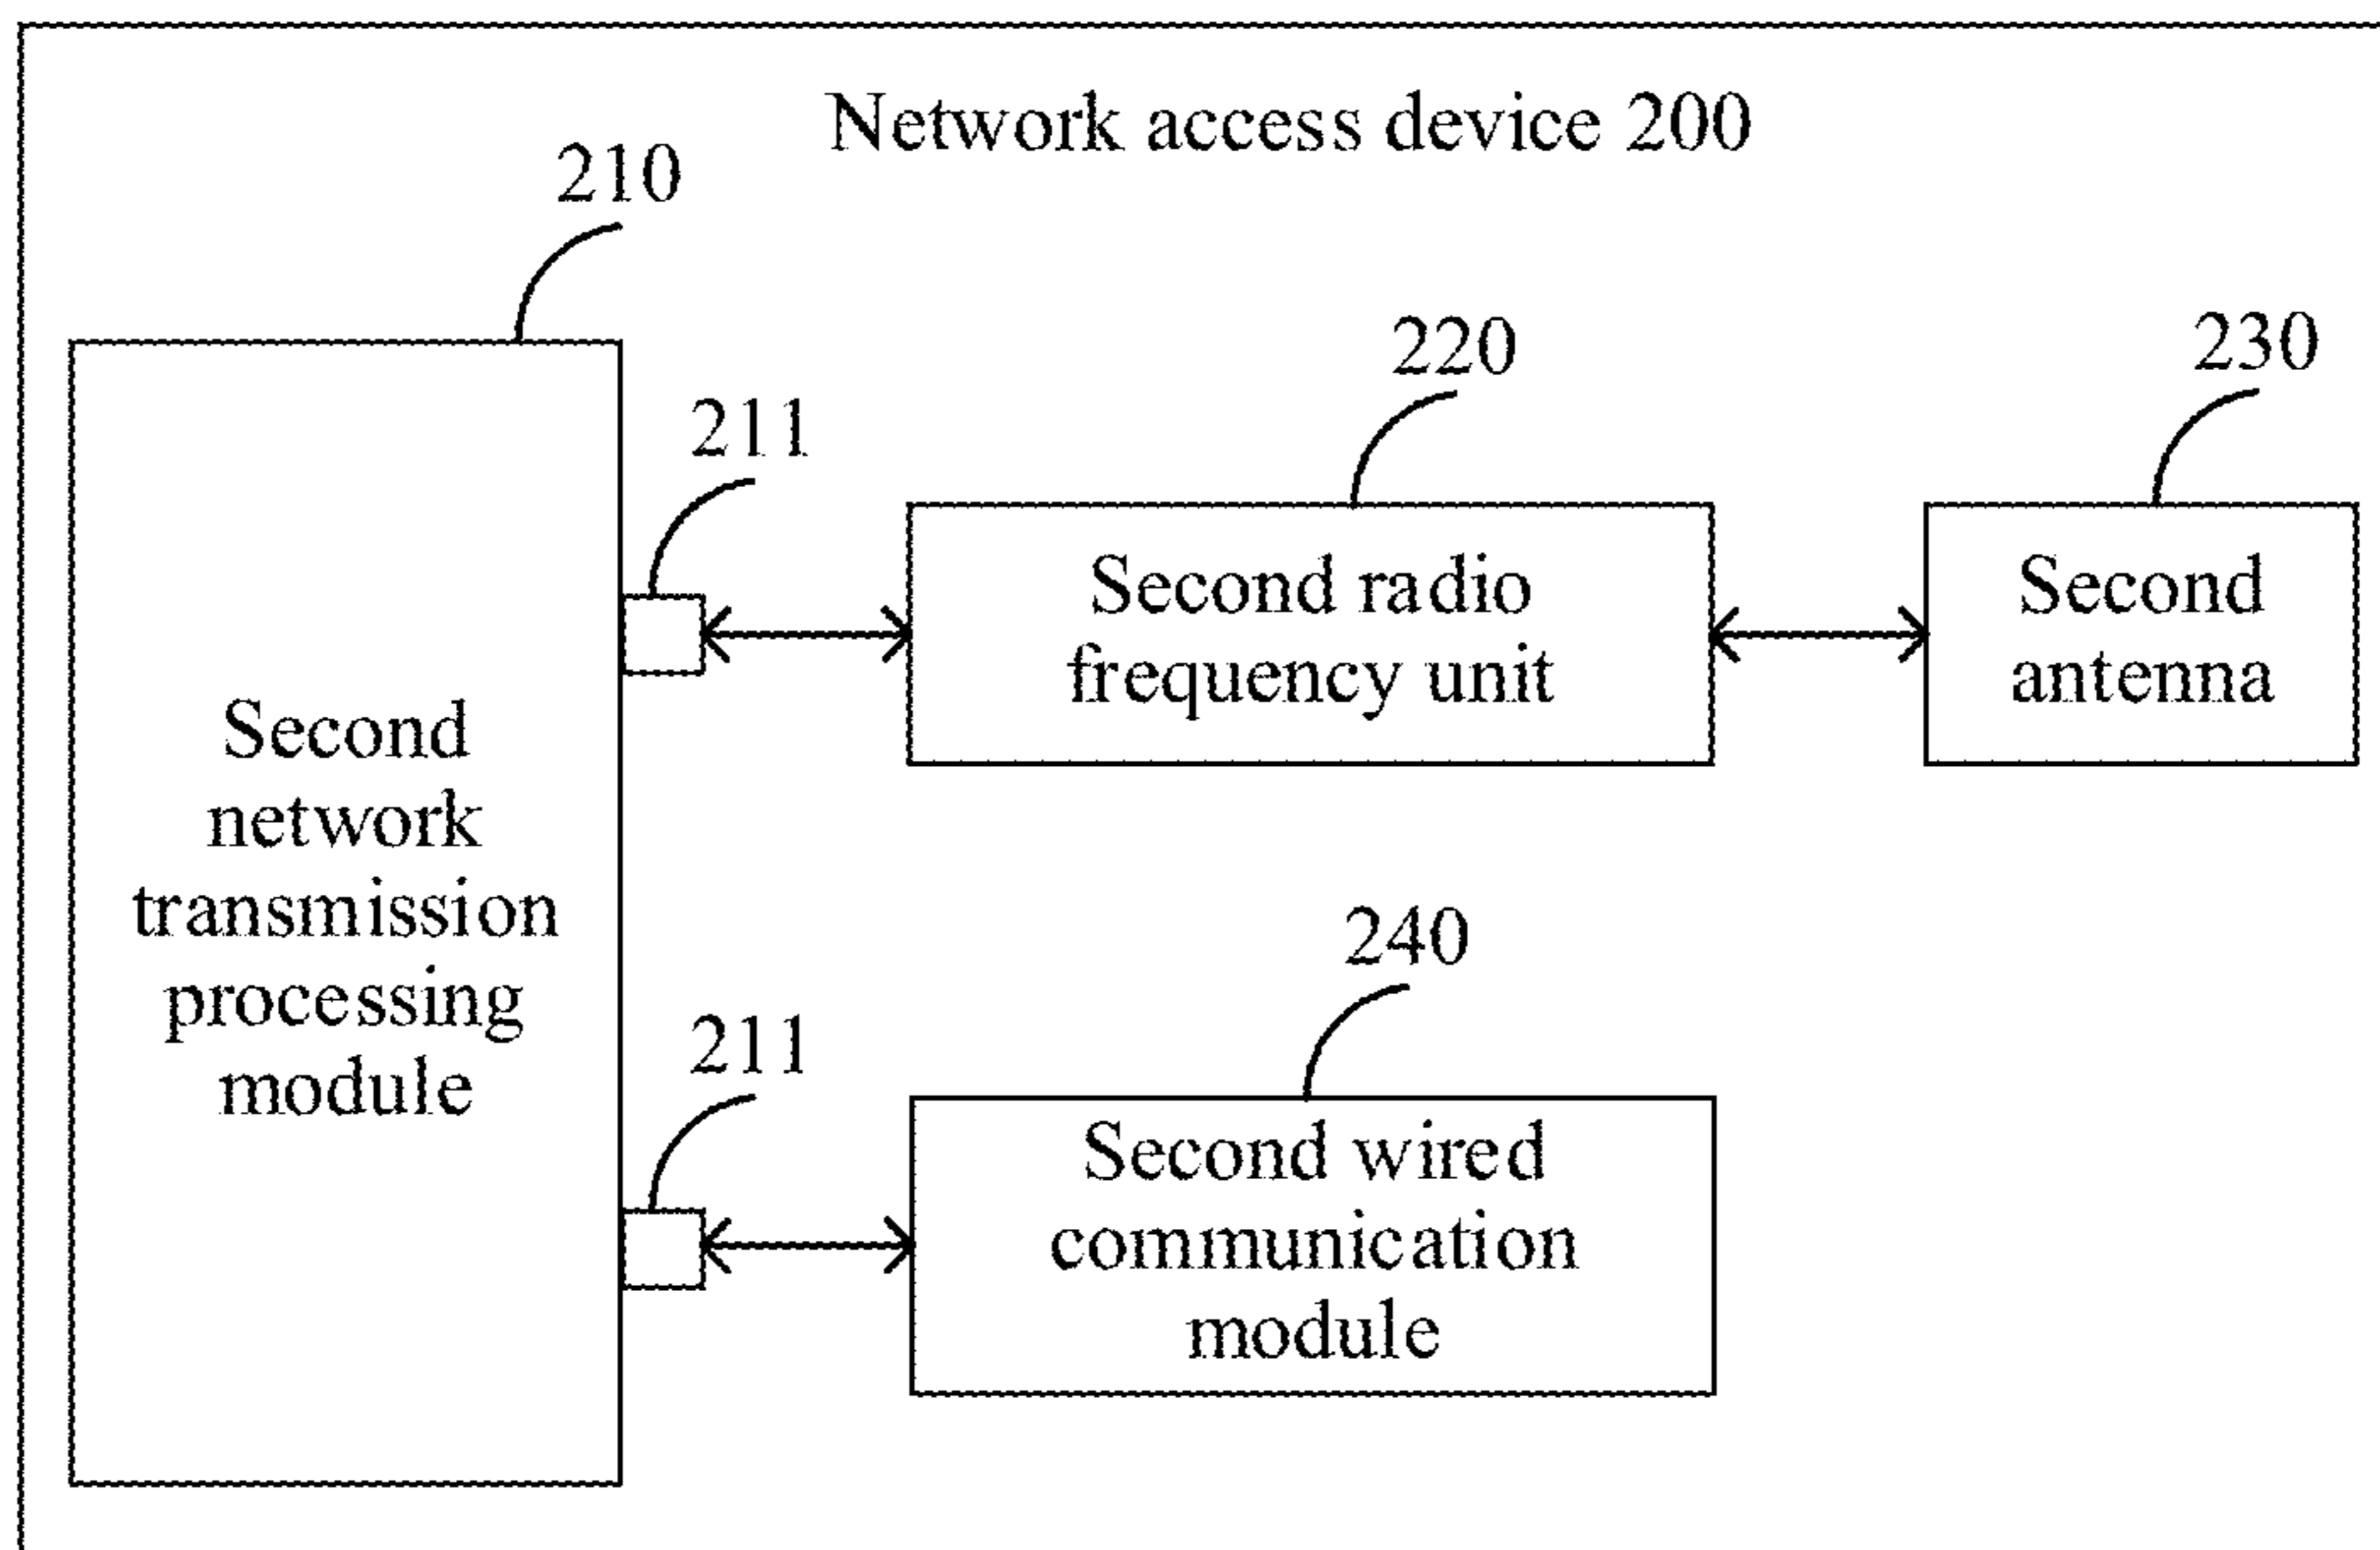 Network access device 200
210
211
220
230
Second radio
frequency unit
Second
antenna
Second
network
transmission
processing
module
211
240
Second wired
communication
module